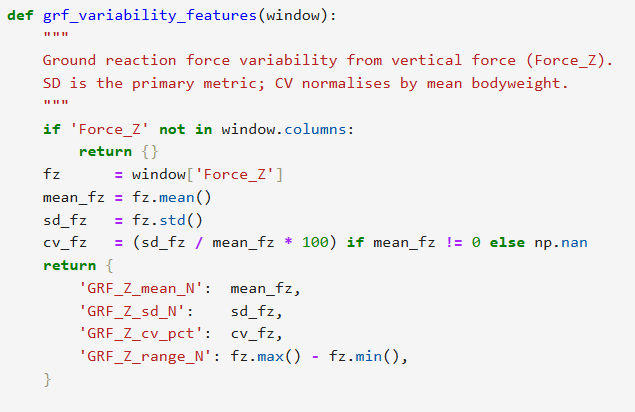 def grf_variability_features(window):
    """
    Ground reaction force variability from vertical force (Force_Z).
    SD is the primary metric; CV normalises by mean bodyweight.
    """
    if 'Force_Z' not in window.columns:
        return {}
    fz      = window['Force_Z']
    mean_fz = fz.mean()
    sd_fz   = fz.std()
    cv_fz   = (sd_fz / mean_fz * 100) if mean_fz != 0 else np.nan
    return {
        'GRF_Z_mean_N':  mean_fz,
        'GRF_Z_sd_N':    sd_fz,
        'GRF_Z_cv_pct':  cv_fz,
        'GRF_Z_range_N': fz.max() - fz.min(),
    }